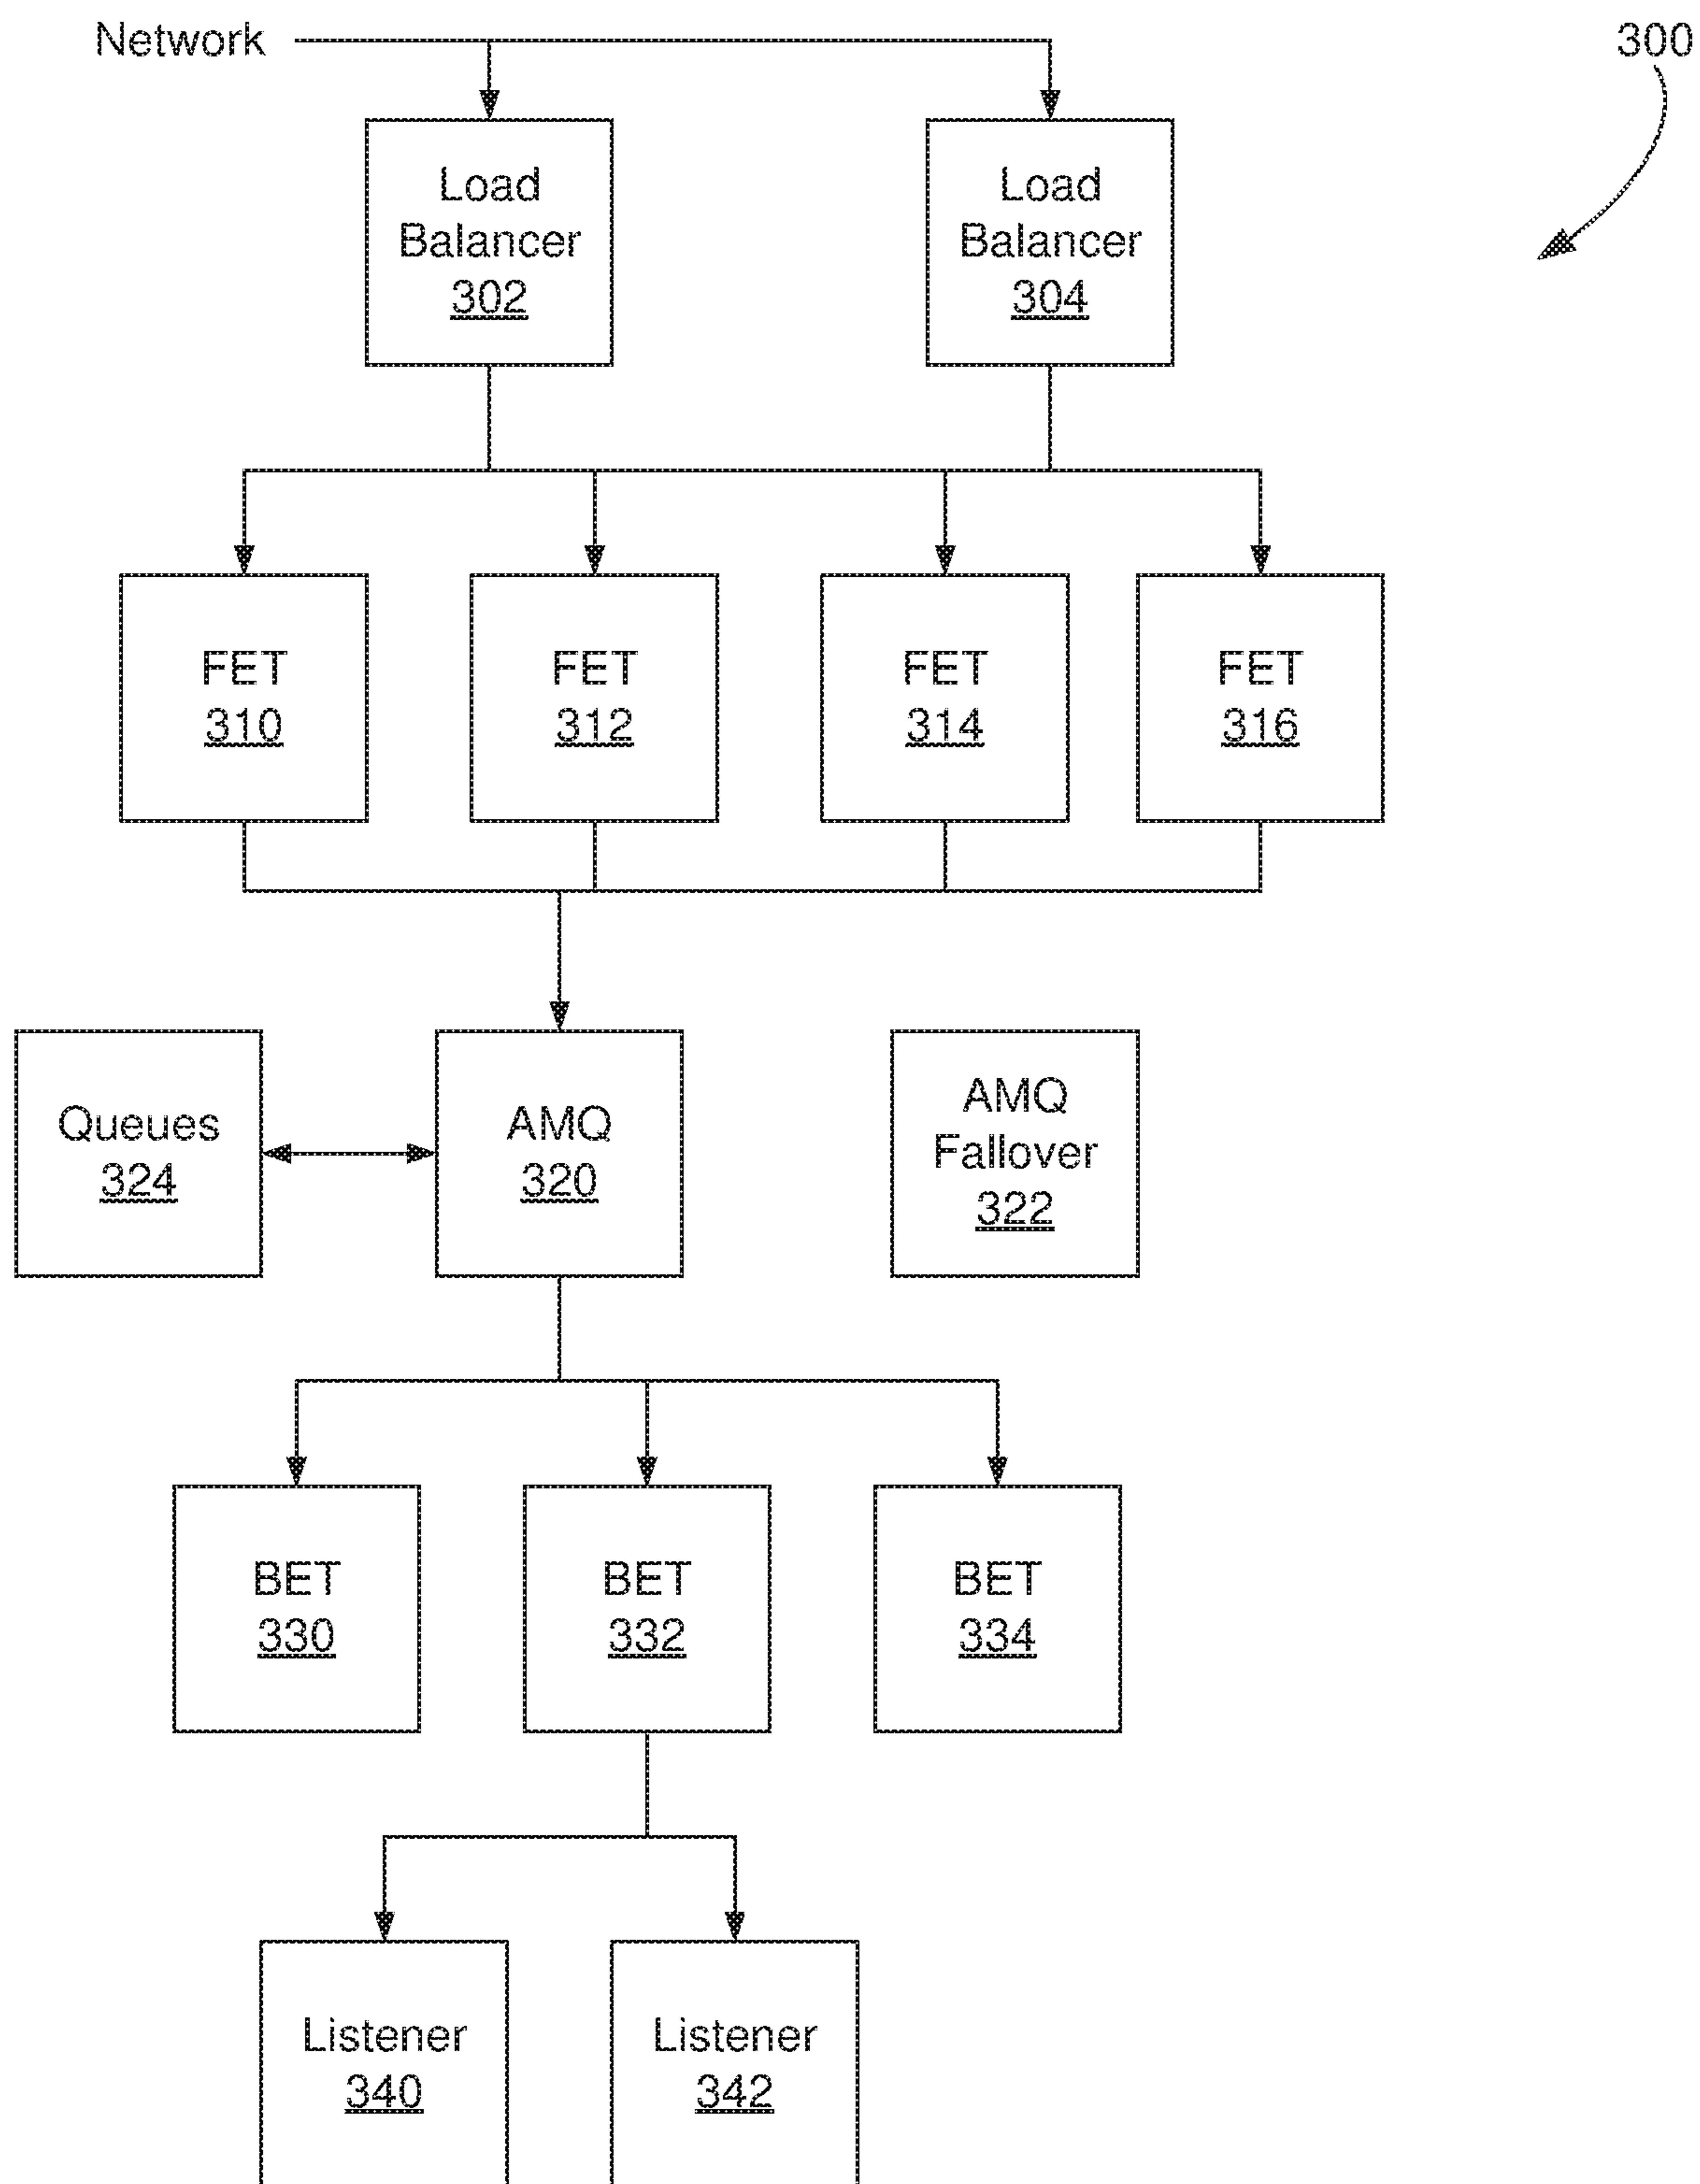 Network
300
Load
Balancer
302
Load
Balancer
304
FET
310
FET
312
FET
314
FET
316
Queues
324
AMQ
320
AMQ
Fallover
322
BET
330
BET
332
BET
334
Listener
340
Listener
342